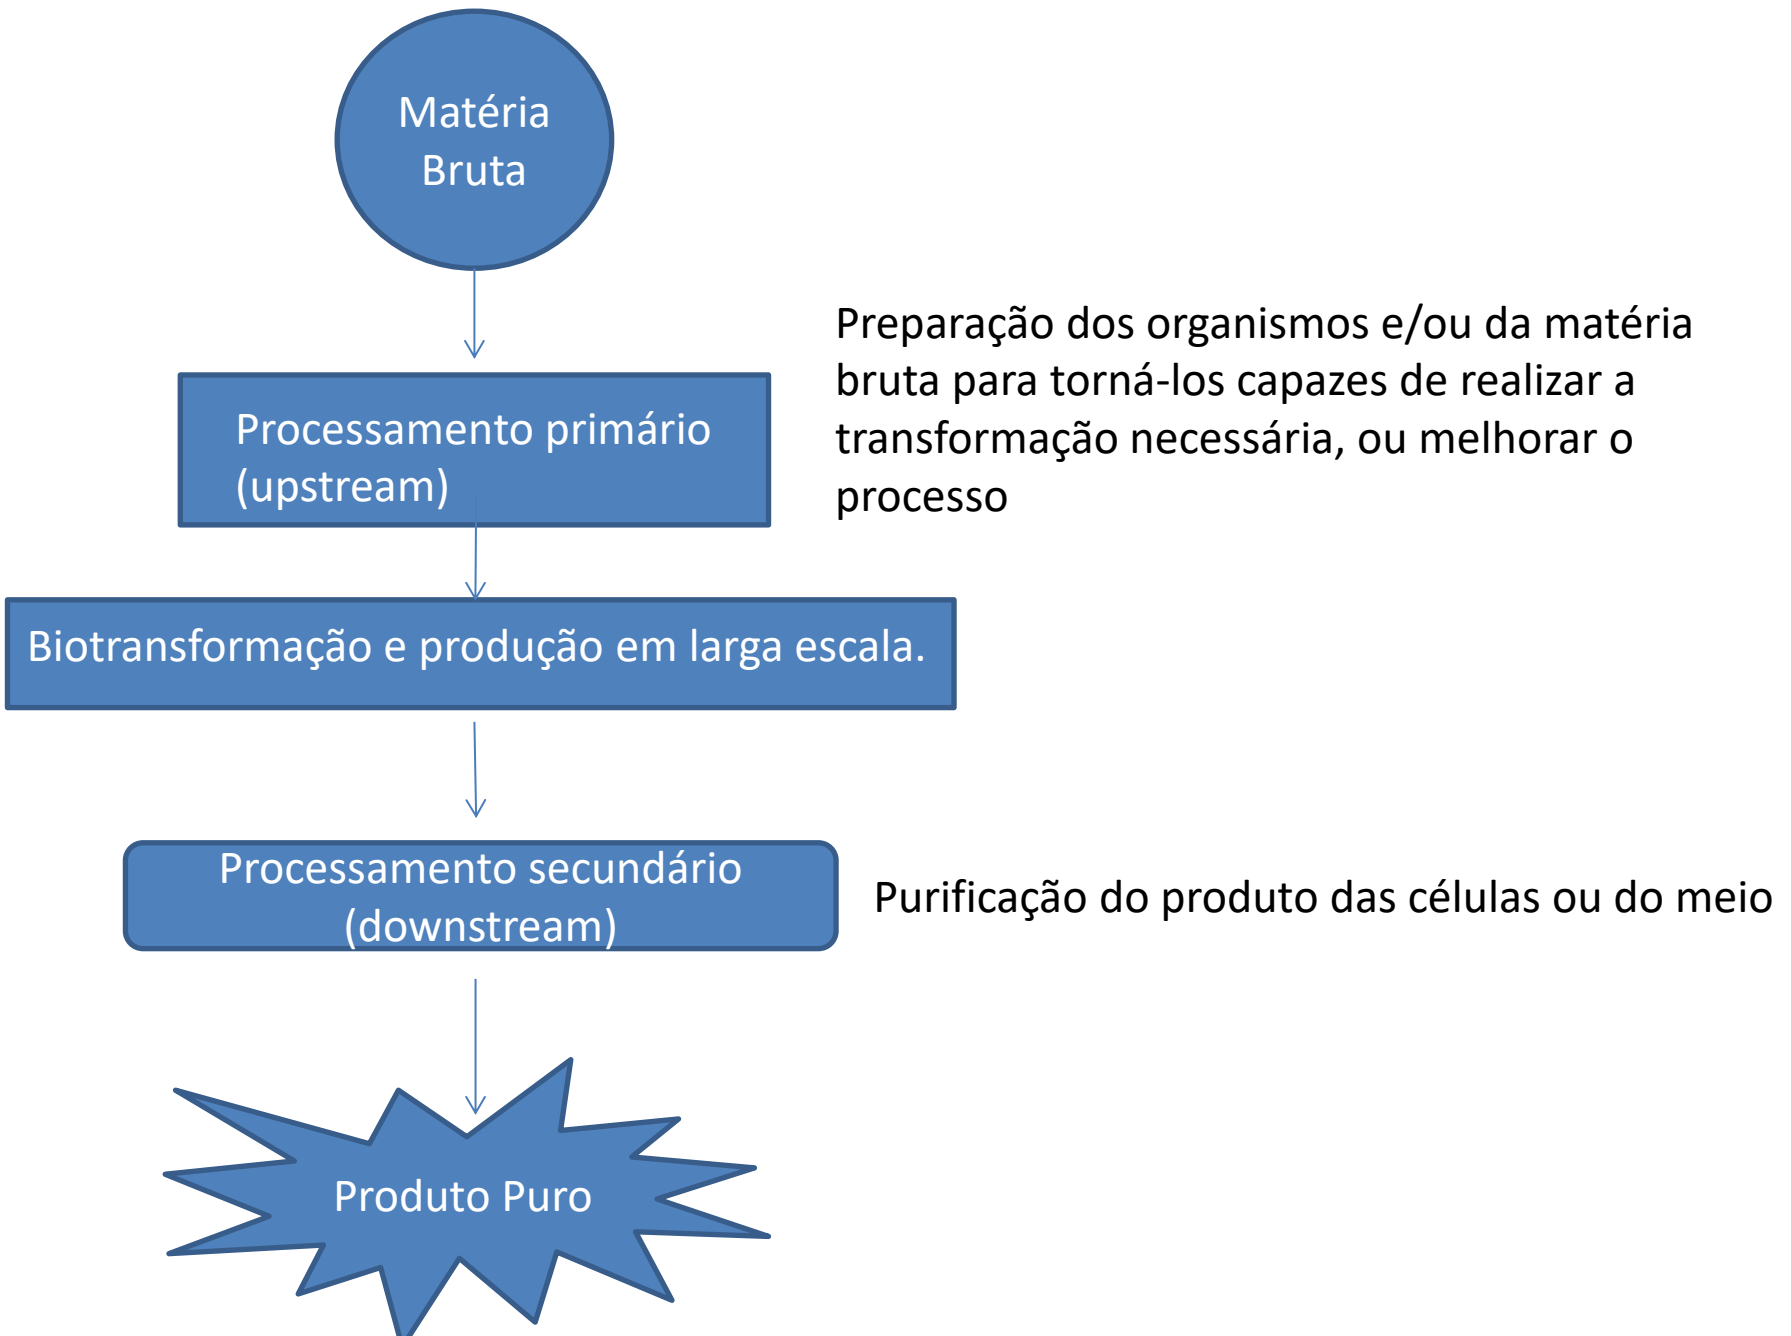 Matéria
Bruta
Preparação dos organismos e/ou da matéria
bruta para torná-los capazes de realizar a
transformação necessária, ou melhorar o
processo
Processamento primário
(upstream)
Biotransformação e produção em larga escala.
Processamento secundário
(downstream)
Purificação do produto das células ou do meio
Produto Puro